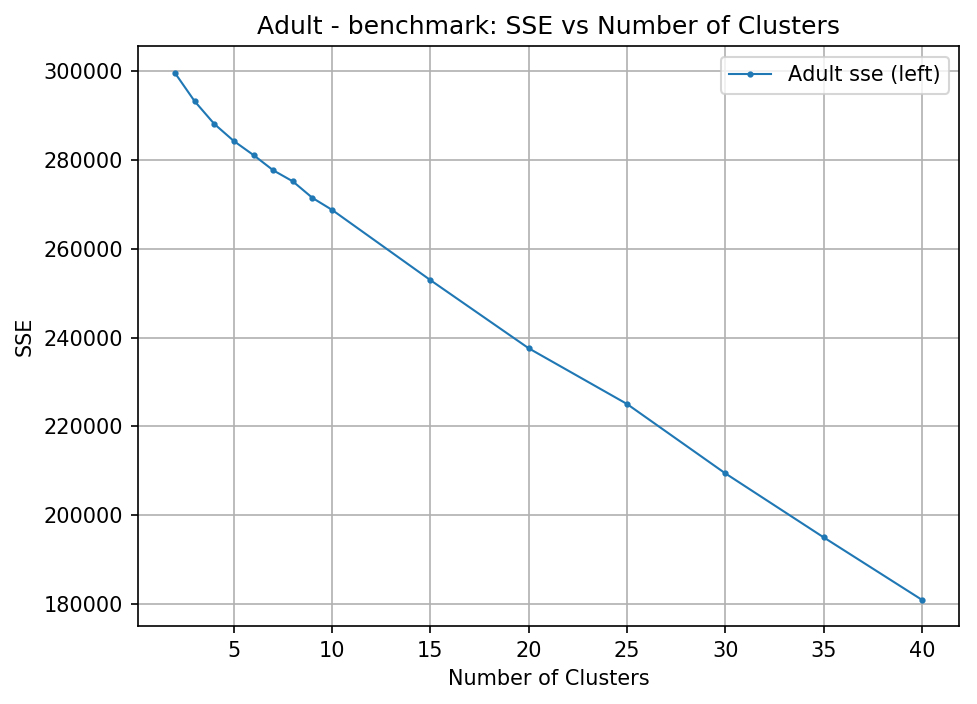 Adult - benchmark: SSE vs Number of Clusters
Adult sse (left)
SSE
300000
280000
260000
240000
220000
200000
180000
5 10 15 20 25 30 35 40
Number of Clusters